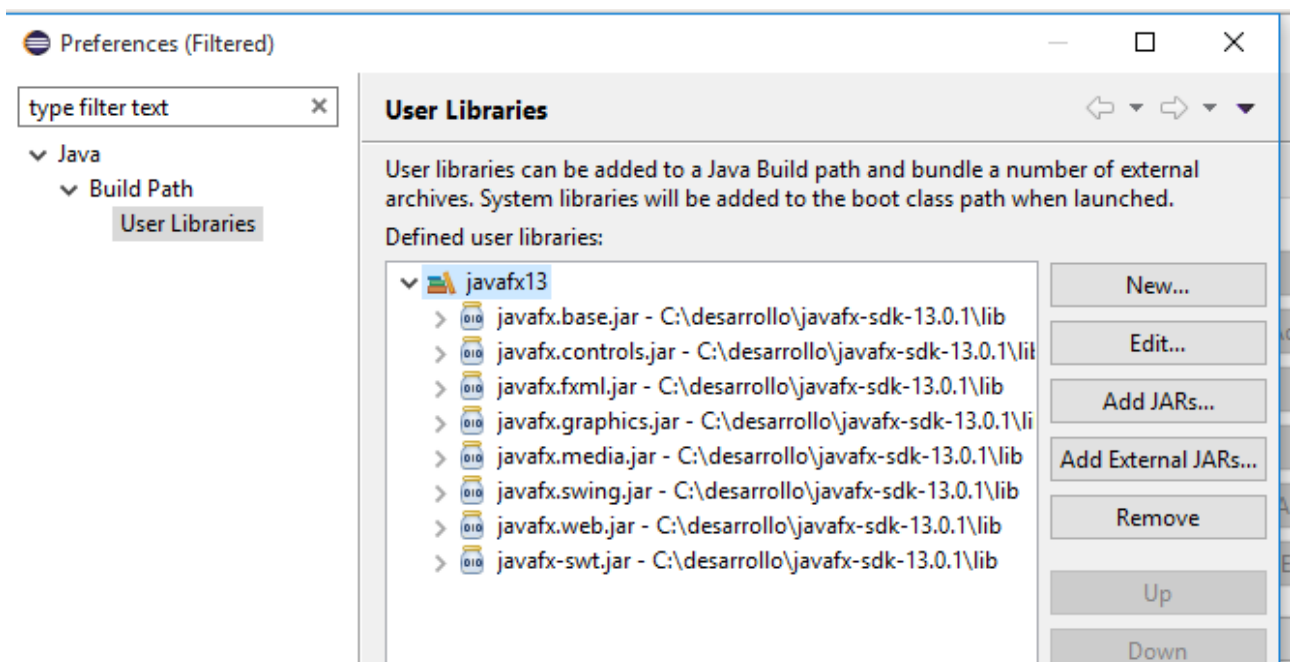 Preferences (Filtered)
type filter text
Java
Build Path
User Libraries
User Libraries
User libraries can be added to a Java Build path and bundle a number of external
archives. System libraries will be added to the boot class path when launched.
Defined user libraries:
javafx13
javafx.base.jar - C:\desarrollo\javafx-sdk-13.0.1\lib
javafx.controls.jar - C:\desarrollo\javafx-sdk-13.0.1\lib
javafx.fxml.jar - C:\desarrollo\javafx-sdk-13.0.1\lib
javafx.graphics.jar - C:\desarrollo\javafx-sdk-13.0.1\li
javafx.media.jar - C:\desarrollo\javafx-sdk-13.0.1\lib
javafx.swing.jar - C:\desarrollo\javafx-sdk-13.0.1\lib
javafx.web.jar - C:\desarrollo\javafx-sdk-13.0.1\lib
javafx-swt.jar - C:\desarrollo\javafx-sdk-13.0.1\lib
New...
Edit...
Add JARs...
Add External JARs...
Remove
Up
Down